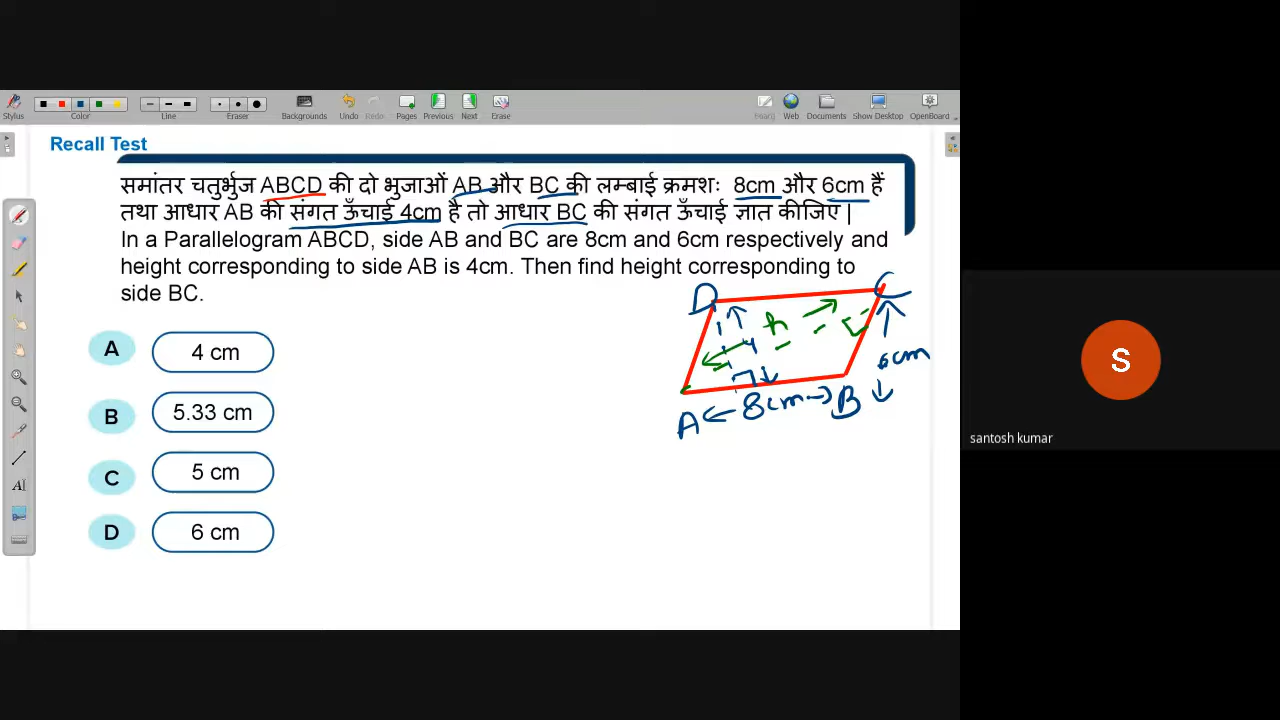 Stylus
Color
Line
Eraser
Backgrounds
Undo
Redo
Pages
Previous
Next
Erase
Web
Documents
Show Desktop
OpenBoard
Recall Test
समांतर चतुर्भुज ABCD की दो भुजाओं AB और BC की लम्बाई क्रमशः 8cm और 6cm हैं
तथा आधार AB की संगत ऊँचाई 4cm है तो आधार BC की संगत ऊँचाई ज्ञात कीजिए |
In a Parallelogram ABCD, side AB and BC are 8cm and 6cm respectively and
height corresponding to side AB is 4cm. Then find height corresponding to
side BC.
D
C
h
4
6cm
A
8cm
B
A 4 cm
B 5.33 cm
C 5 cm
D 6 cm
AI
S
santosh kumar